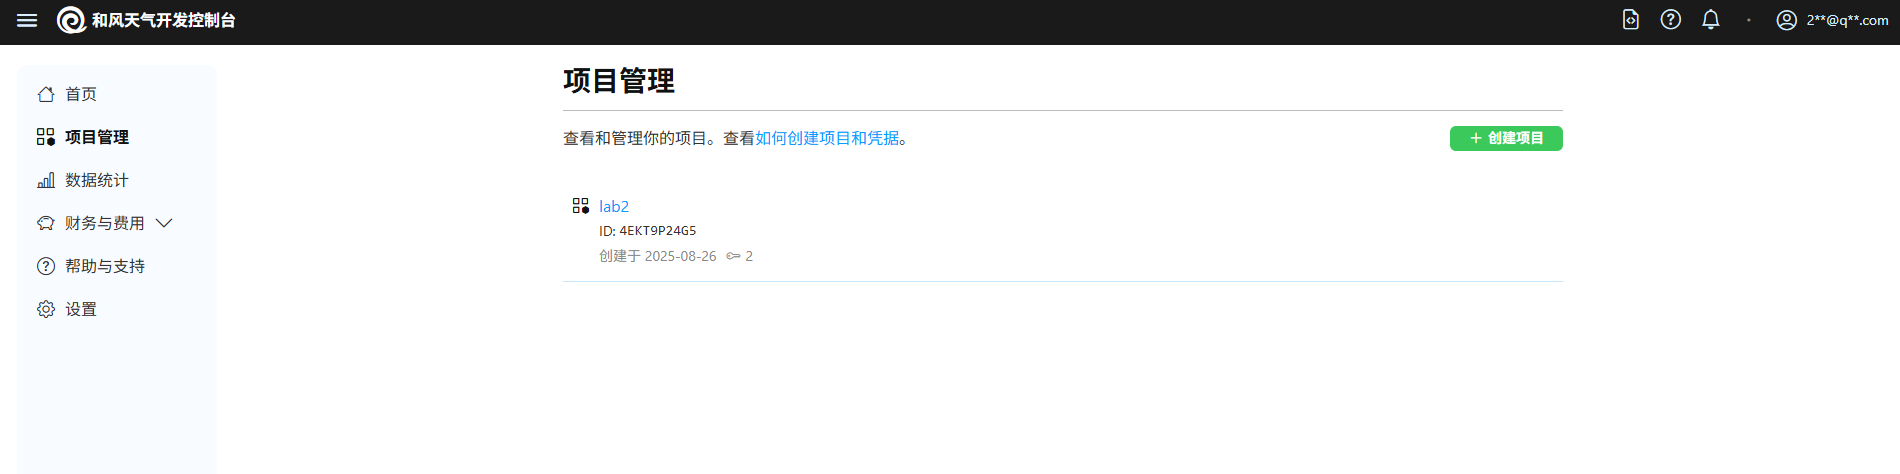 和风天气开发控制台
2**@q**.com
首页
项目管理
数据统计
财务与费用
帮助与支持
设置
项目管理
查看和管理你的项目。查看如何创建项目和凭据。
创建项目
lab2
ID: 4EKT9P24G5
创建于 2025-08-26 2